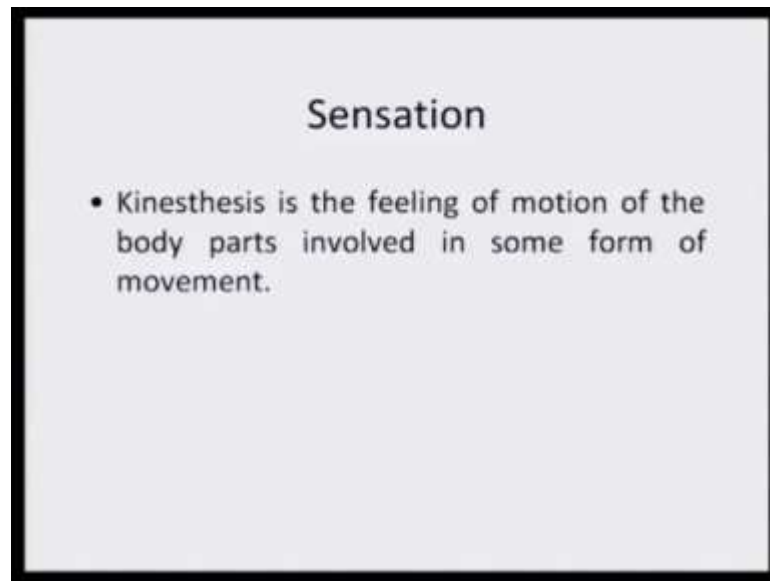 Sensation
• Kinesthesis is the feeling of motion of the
body parts involved in some form of
movement.